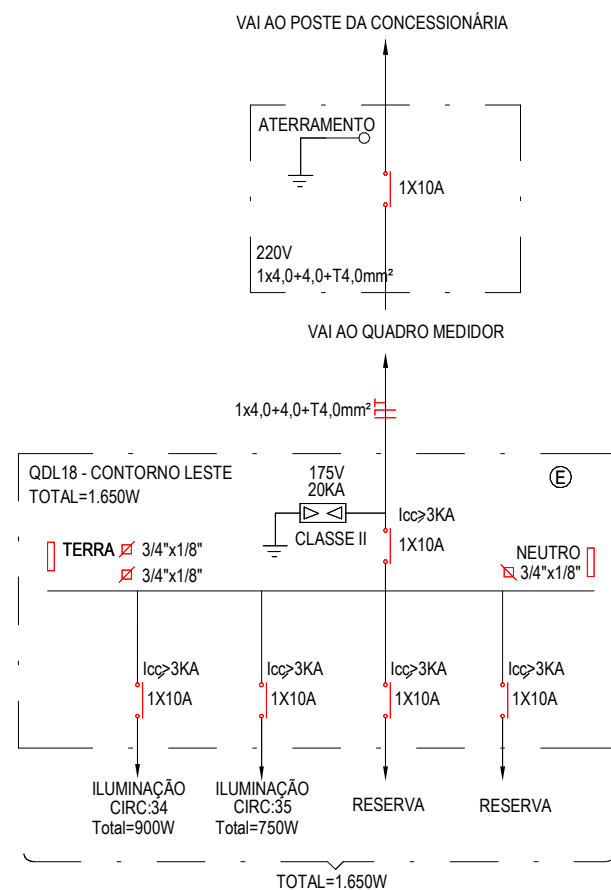 VAI AO POSTE DA CONCESSIONÁRIA
ATERRAMENTO
1X10A
220V
1x4,0+4,0+T4,0mm²
VAI AO QUADRO MEDIDOR
1x4,0+4,0+T4,0mm²
QDL18 - CONTORNO LESTE
TOTAL=1.650W
175V
20KA
CLASSE II
E
Icc>3KA
1X10A
TERRA
3/4"x1/8"
3/4"x1/8"
NEUTRO
3/4"x1/8"
Icc>3KA
1X10A
Icc>3KA
1X10A
Icc>3KA
1X10A
Icc>3KA
1X10A
ILUMINAÇÃO
CIRC:34
Total=900W
ILUMINAÇÃO
CIRC:35
Total=750W
RESERVA
RESERVA
TOTAL=1.650W